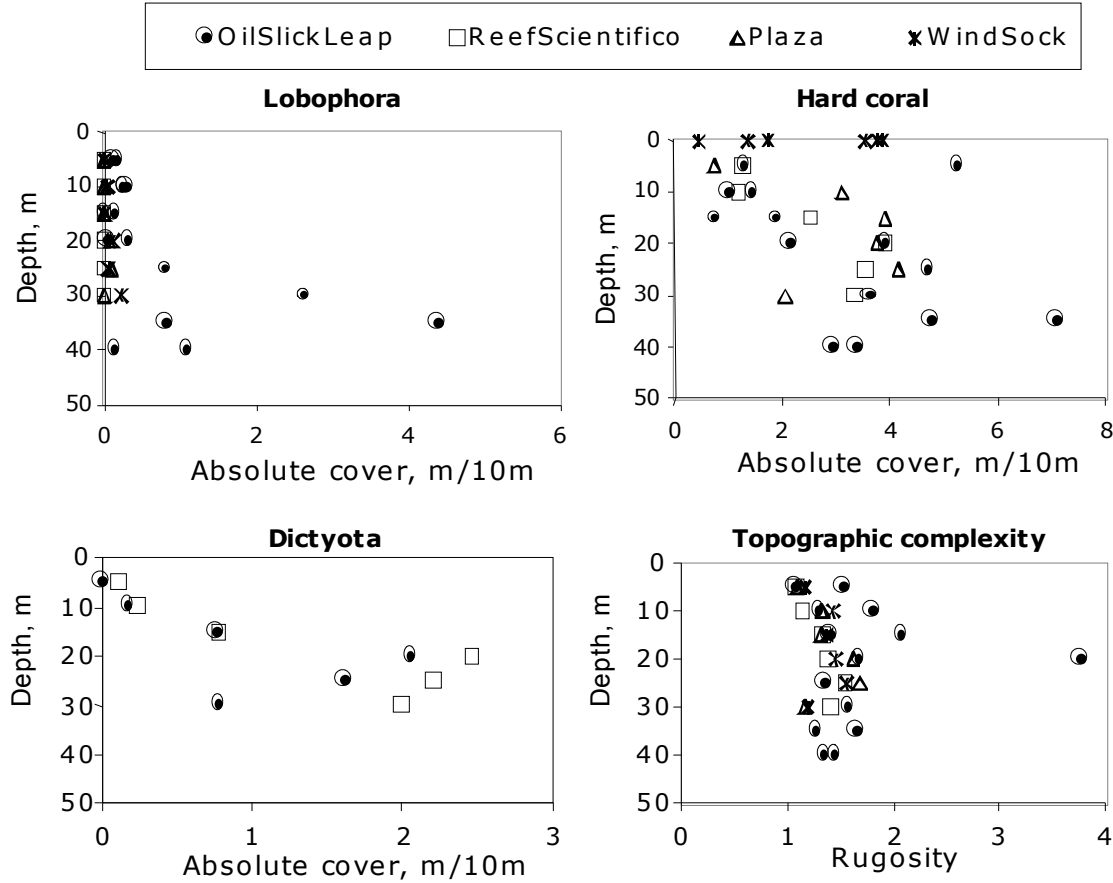 OilSlickLeap ReefScientifico Plaza WindSock
Lobophora
0
10
20
30
40
50
Depth, m
0 2 4 6
Absolute cover, m/10m
Hard coral
0
10
20
30
40
50
Depth, m
0 2 4 6 8
Absolute cover, m/10m
Dictyota
0
10
20
30
40
50
Depth, m
0 1 2 3
Absolute cover, m/10m
Topographic complexity
0
10
20
30
40
50
Depth, m
0 1 2 3 4
Rugosity